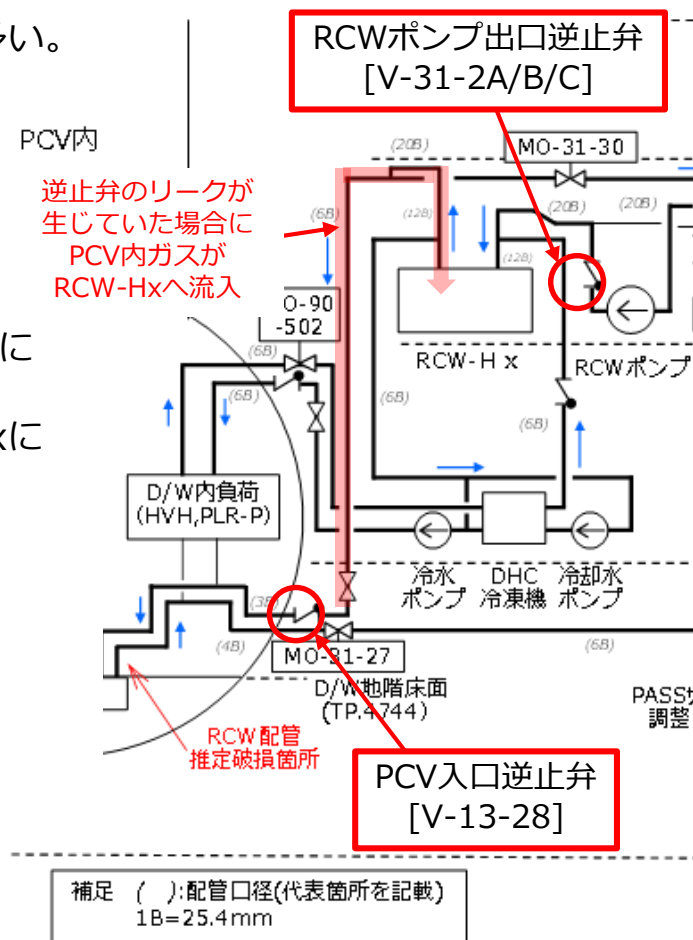 い。
RCWポンプ出口逆止弁
[V-31-2A/B/C]
PCV内
(20B)
MO-31-30
逆止弁のリークが
生じていた場合に
PCV内ガスが
RCW-Hxへ流入
(6B)
(12B)
(20B)
(20B)
(12B)
O-90
-502
に
RCW-H x
RCWポンプ
(6B)
(6B)
(6B)
(6B)
xに
D/W内負荷
(HVH,PLR-P)
冷水
ポンプ
DHC
冷凍機
冷却水
ポンプ
(3B)
(4B)
(6B)
MO-31-27
D/W地階床面
(TP.4744)
PASS
調整
RCW配管
推定破損箇所
PCV入口逆止弁
[V-13-28]
補足 ( ):配管口径(代表箇所を記載)
1B=25.4mm